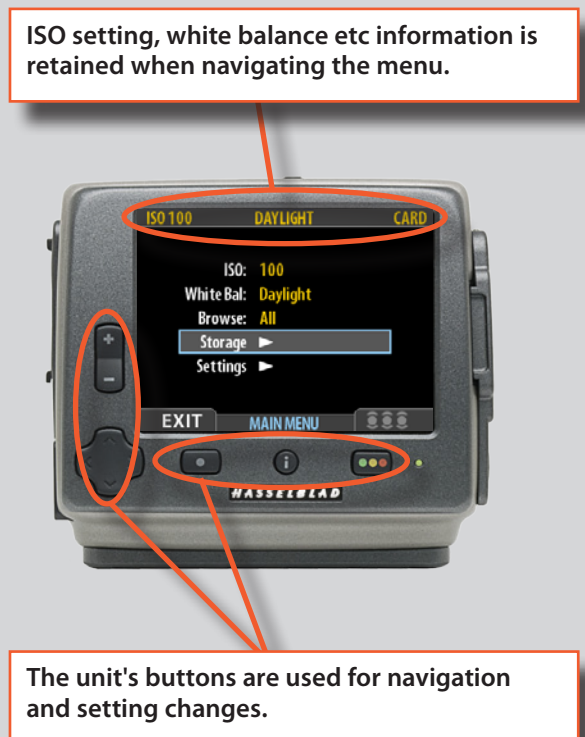 ISO setting, white balance etc information is
retained when navigating the menu.
ISO 100 DAYLIGHT CARD
ISO: 100
White Bal: Daylight
Browse: All
Storage ►
Settings ►
EXIT MAIN MENU
+
−
i
HASSELBLAD
The unit's buttons are used for navigation
and setting changes.